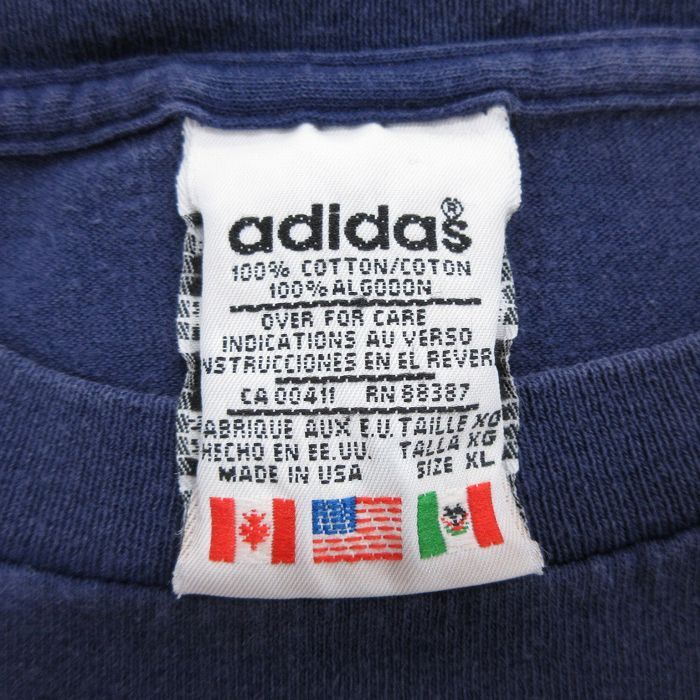 adidas®
100% COTTON/COTON
100% ALGODON
OVER FOR CARE
INDICATIONS AU VERSO
NSTRUCCIONES EN EL REVER
CA 00411 RN 88387
ABRIQUE AUX E.U. TAILLE XG
HECHO EN EE.UU. TALLA XG
MADE IN USA SIZE XL